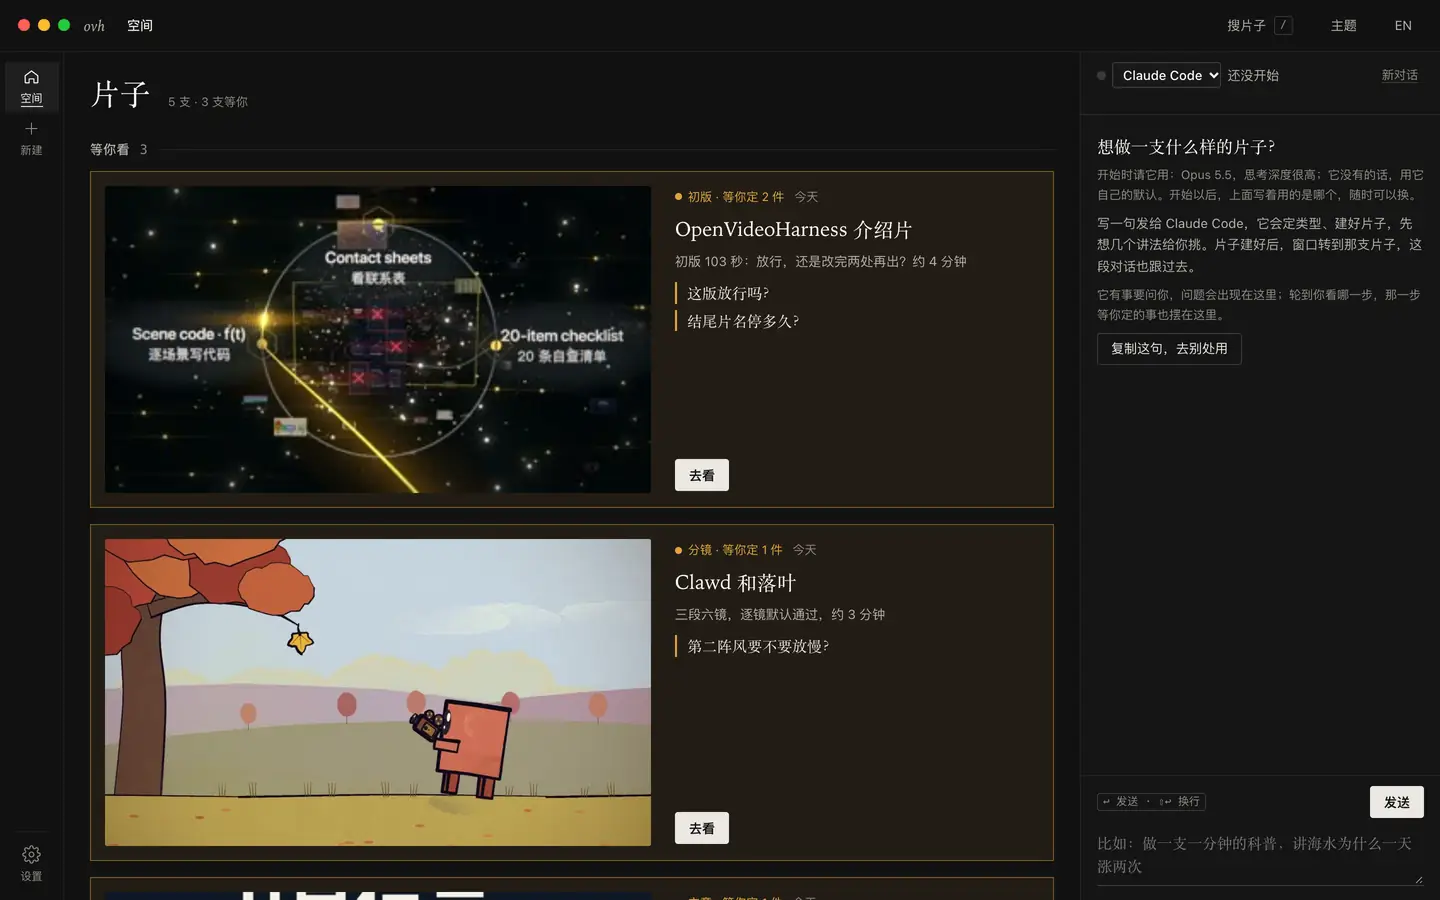 ovh 空间 搜片子 / 主题 EN
空间
新建
设置
片子 5 支 · 3 支等你
等你看 3
Contact sheets
看联系表
Scene code · f(t)
逐场景写代码
20-item checklist
20 条自查清单
初版 · 等你定 2 件 今天
OpenVideoHarness 介绍片
初版 103 秒：放行，还是改完两处再出？约 4 分钟
这版放行吗？
结尾片名停多久？
去看
分镜 · 等你定 1 件 今天
Clawd 和落叶
三段六镜，逐镜默认通过，约 3 分钟
第二阵风要不要放慢？
去看
Claude Code 还没开始 新对话
想做一支什么样的片子？
开始时请它用：Opus 5.5，思考深度很高；它没有的话，用它
自己的默认。开始以后，上面写着用的是哪个，随时可以换。
写一句发给 Claude Code，它会定类型、建好片子，先
想几个讲法给你挑。片子建好后，窗口转到那支片子，这
段对话也跟过去。
它有事要问你，问题会出现在这里；轮到你看哪一步，那一步
等你定的事也摆在这里。
复制这句，去别处用
↩ 发送 · ⇧↩ 换行
发送
比如：做一支一分钟的科普，讲海水为什么一天
涨两次